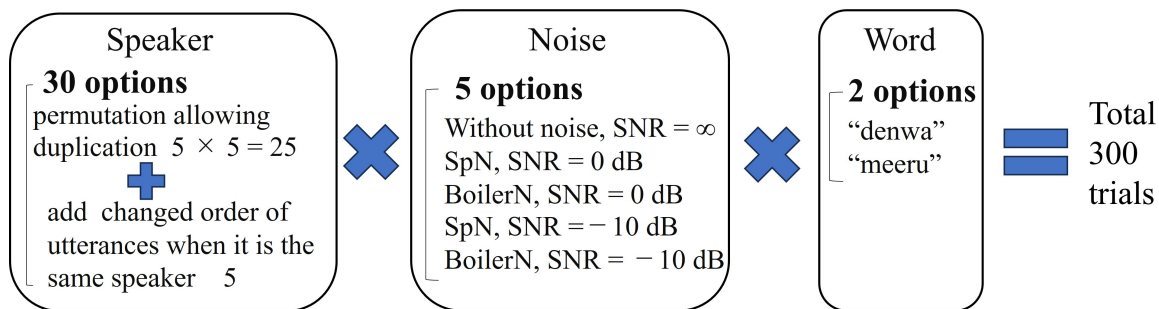 Speaker
30 options
permutation allowing
duplication 5 × 5 = 25
add changed order of
utterances when it is the
same speaker 5
Noise
5 options
Without noise, SNR = ∞
SpN, SNR = 0 dB
BoilerN, SNR = 0 dB
SpN, SNR = − 10 dB
BoilerN, SNR = − 10 dB
Word
2 options
“denwa”
“meeru”
Total
300
trials